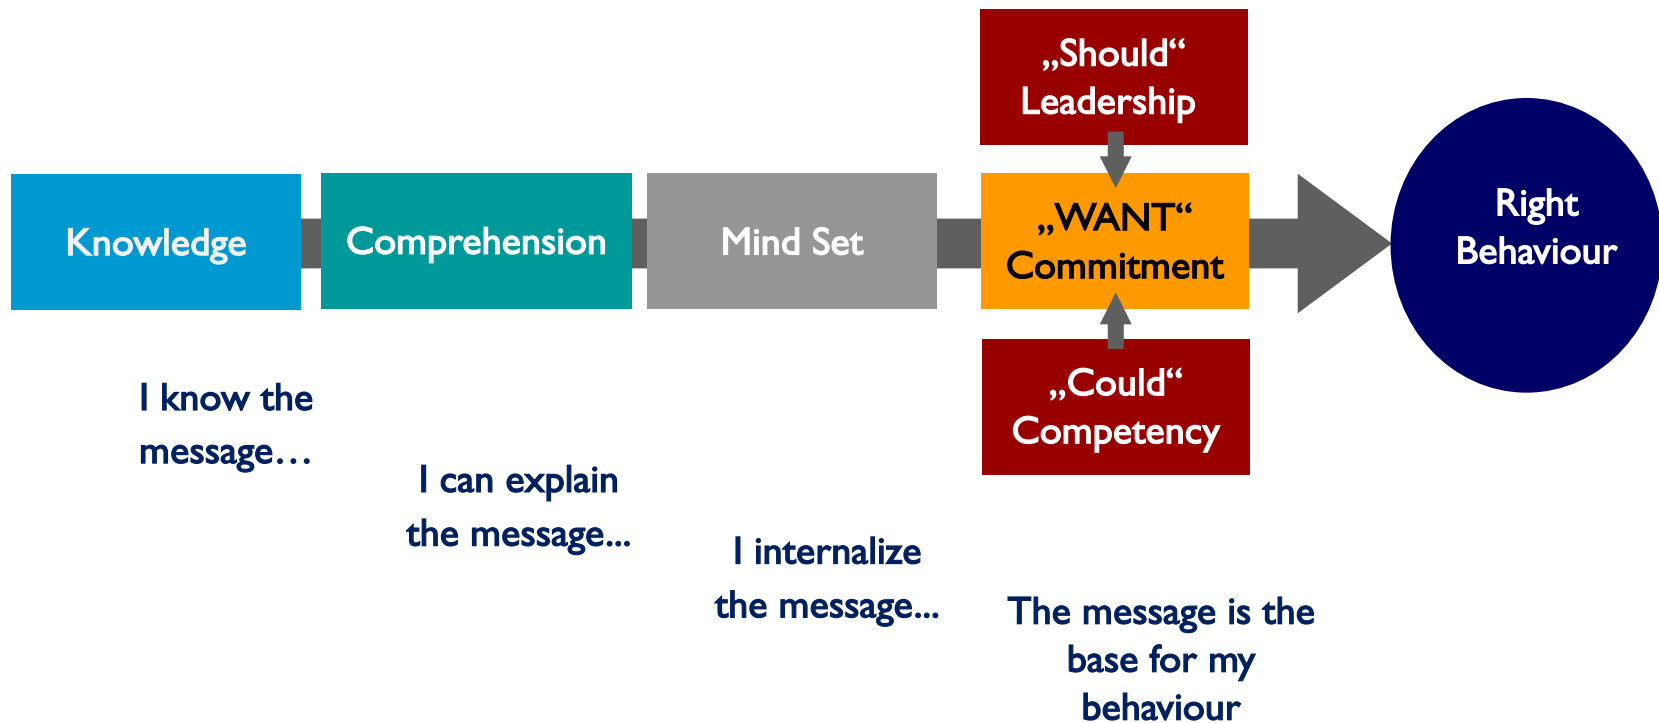 „Should“
Leadership
Knowledge
Comprehension
Mind Set
„WANT“
Commitment
Right
Behaviour
„Could“
Competency
I know the
message…
I can explain
the message...
I internalize
the message...
The message is the
base for my
behaviour